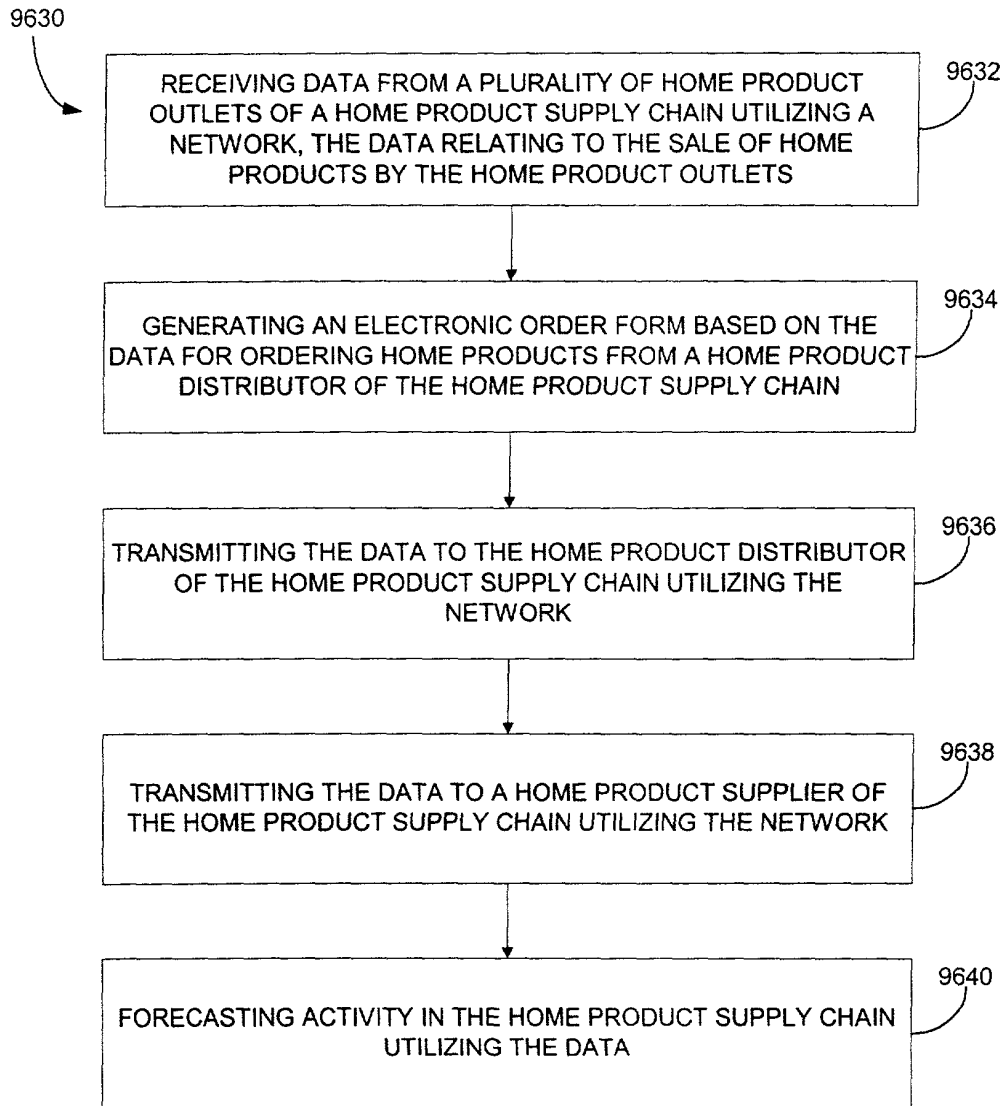 9630
RECEIVING DATA FROM A PLURALITY OF HOME PRODUCT
OUTLETS OF A HOME PRODUCT SUPPLY CHAIN UTILIZING A
NETWORK, THE DATA RELATING TO THE SALE OF HOME
PRODUCTS BY THE HOME PRODUCT OUTLETS
9632
GENERATING AN ELECTRONIC ORDER FORM BASED ON THE
DATA FOR ORDERING HOME PRODUCTS FROM A HOME PRODUCT
DISTRIBUTOR OF THE HOME PRODUCT SUPPLY CHAIN
9634
TRANSMITTING THE DATA TO THE HOME PRODUCT DISTRIBUTOR
OF THE HOME PRODUCT SUPPLY CHAIN UTILIZING THE
NETWORK
9636
TRANSMITTING THE DATA TO A HOME PRODUCT SUPPLIER OF
THE HOME PRODUCT SUPPLY CHAIN UTILIZING THE NETWORK
9638
FORECASTING ACTIVITY IN THE HOME PRODUCT SUPPLY CHAIN
UTILIZING THE DATA
9640